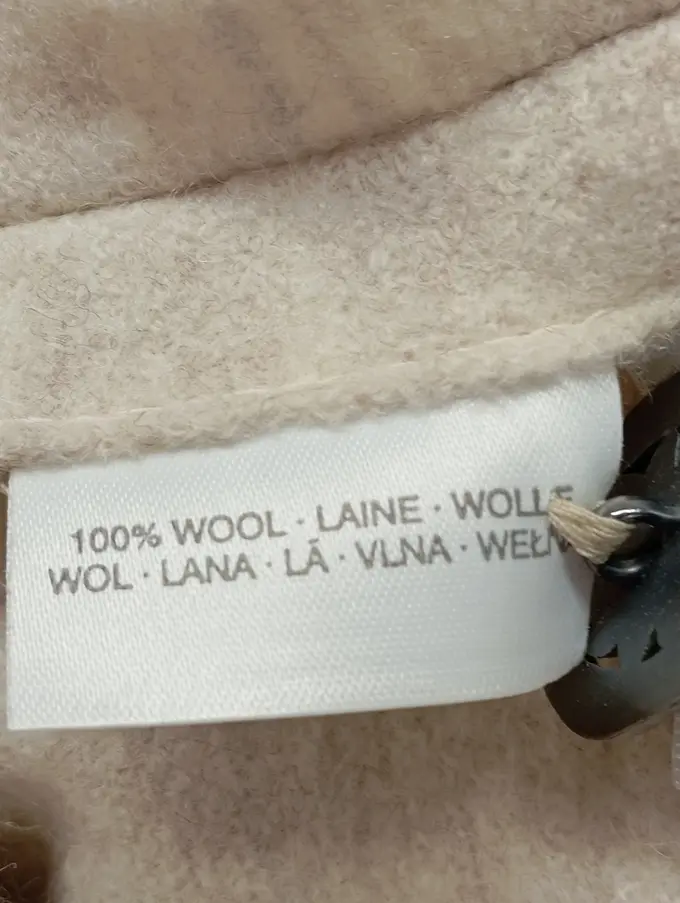 100% WOOL · LAINE · WOLLE
WOL · LANA · LÃ · VLNA · WEŁN